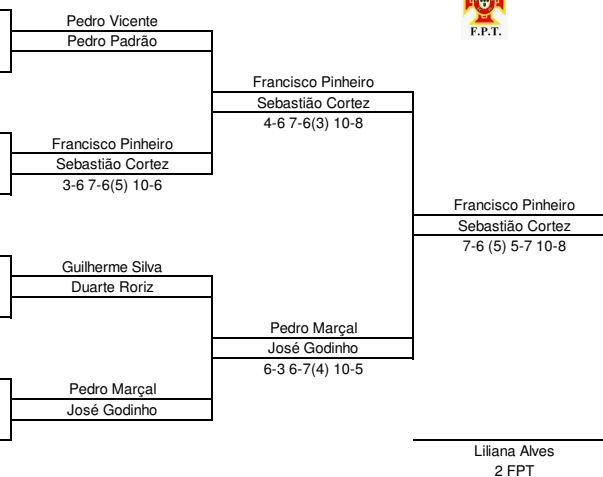 F.P.T.
Pedro Vicente
Pedro Padrão
Francisco Pinheiro
Sebastião Cortez
4-6 7-6(3) 10-8
Francisco Pinheiro
Sebastião Cortez
3-6 7-6(5) 10-6
Francisco Pinheiro
Sebastião Cortez
7-6 (5) 5-7 10-8
Guilherme Silva
Duarte Roriz
Pedro Marçal
José Godinho
6-3 6-7(4) 10-5
Pedro Marçal
José Godinho
Liliana Alves
2 FPT